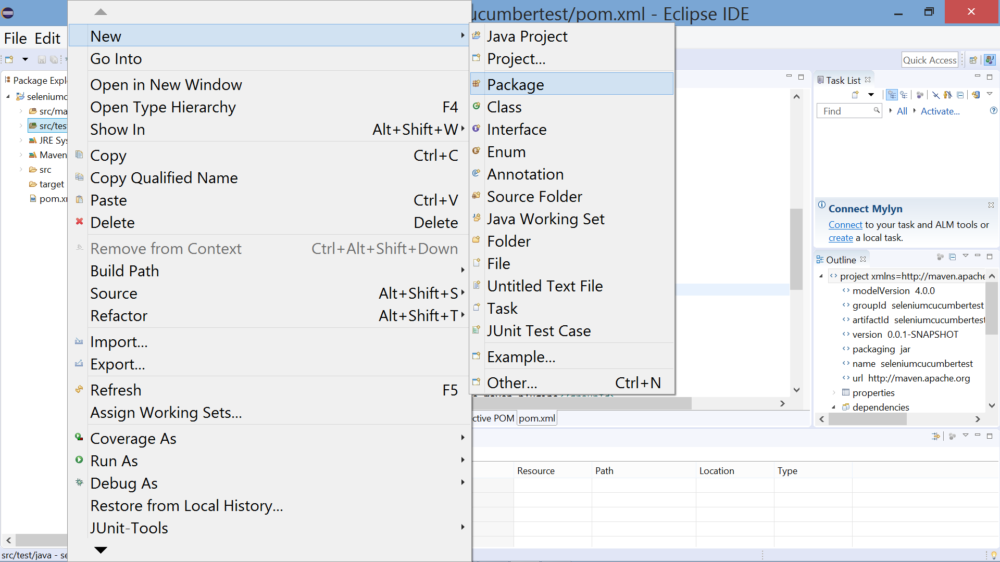 ucumbertest/pom.xml - Eclipse IDE
File Edit
Quick Access
Package Expl
seleniumc
src/ma
src/test
JRE Sys
Maven
src
target
pom.x
src/test/java - se
New
Go Into
Open in New Window
Open Type Hierarchy F4
Show In Alt+Shift+W
Copy Ctrl+C
Copy Qualified Name
Paste Ctrl+V
Delete Delete
Remove from Context Ctrl+Alt+Shift+Down
Build Path
Source Alt+Shift+S
Refactor Alt+Shift+T
Import...
Export...
Refresh F5
Assign Working Sets...
Coverage As
Run As
Debug As
Restore from Local History...
JUnit-Tools
Java Project
Project...
Package
Class
Interface
Enum
Annotation
Source Folder
Java Working Set
Folder
File
Untitled Text File
Task
JUnit Test Case
Example...
Other... Ctrl+N
ctive POM pom.xml
Resource Path Location Type
Task List
Find All Activate...
Connect Mylyn
Connect to your task and ALM tools or
create a local task.
Outline
project xmlns=http://maven.apache
modelVersion 4.0.0
groupId seleniumcucumbertest
artifactId seleniumcucumbertest
version 0.0.1-SNAPSHOT
packaging jar
name seleniumcucumbertest
url http://maven.apache.org
properties
dependencies